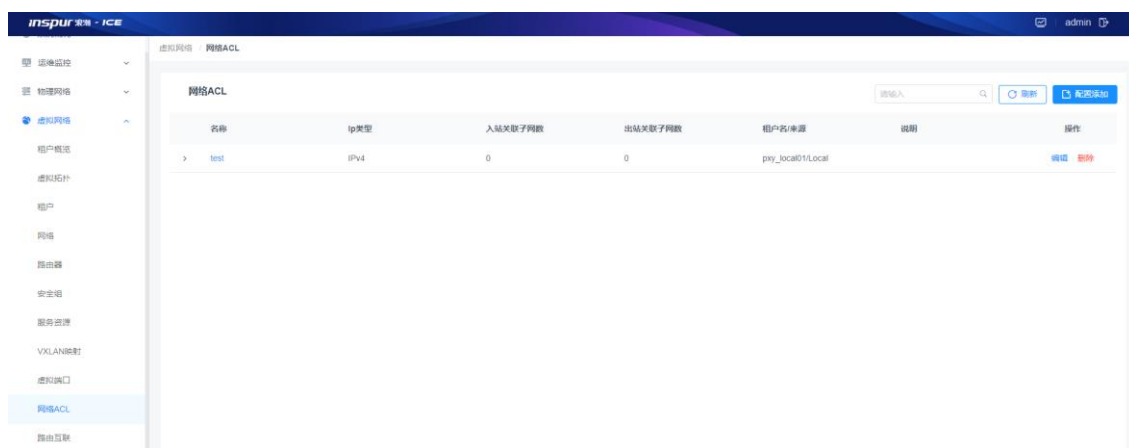 inspur 浪潮 - ICE
admin
虚拟网络 / 网络ACL
运维监控
物理网络
虚拟网络
租户概览
虚拟拓扑
租户
网络
路由器
安全组
服务资源
VXLAN映射
虚拟端口
网络ACL
路由互联
网络ACL
请输入
刷新
配置添加
名称 Ip类型 入站关联子网数 出站关联子网数 租户名/来源 说明 操作
test IPv4 0 0 pxy_local01/Local 编辑 删除